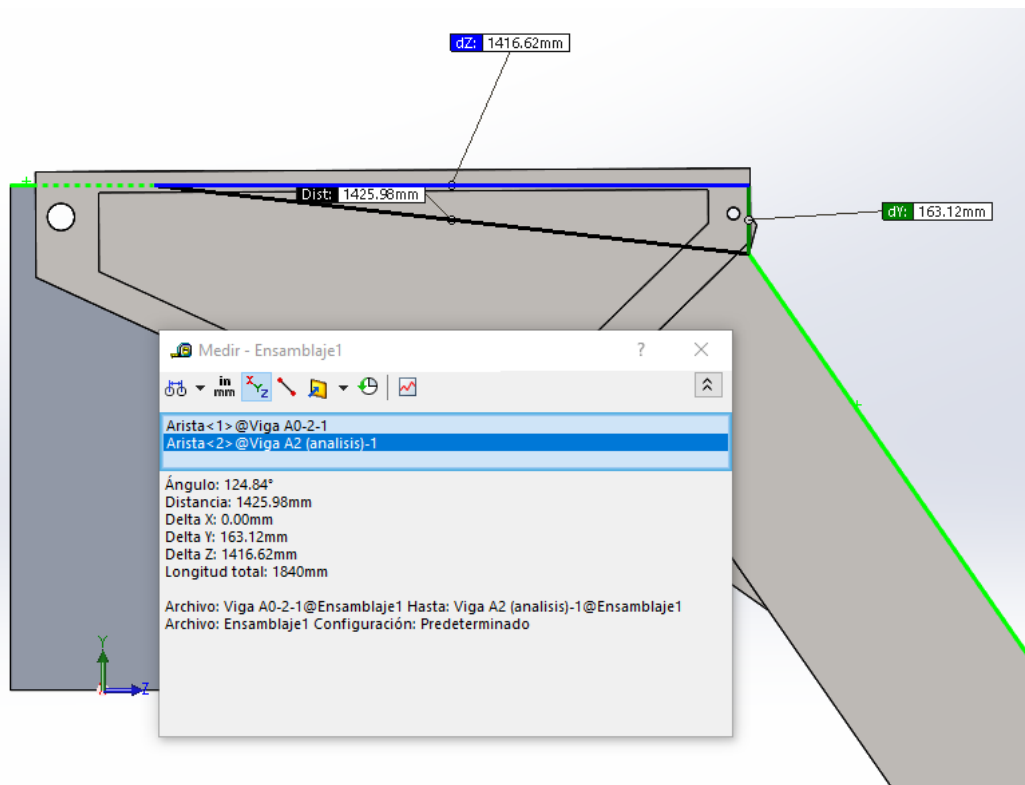 dZ: 1416.62mm
Dist: 1425.98mm
dY: 163.12mm
Medir - Ensamblaje1
?
in
mm
X Y Z
Arista<1>@Viga A0-2-1
Arista<2>@Viga A2 (analisis)-1
Ángulo: 124.84°
Distancia: 1425.98mm
Delta X: 0.00mm
Delta Y: 163.12mm
Delta Z: 1416.62mm
Longitud total: 1840mm
Archivo: Viga A0-2-1@Ensamblaje1 Hasta: Viga A2 (analisis)-1@Ensamblaje1
Archivo: Ensamblaje1 Configuración: Predeterminado
Y
Z